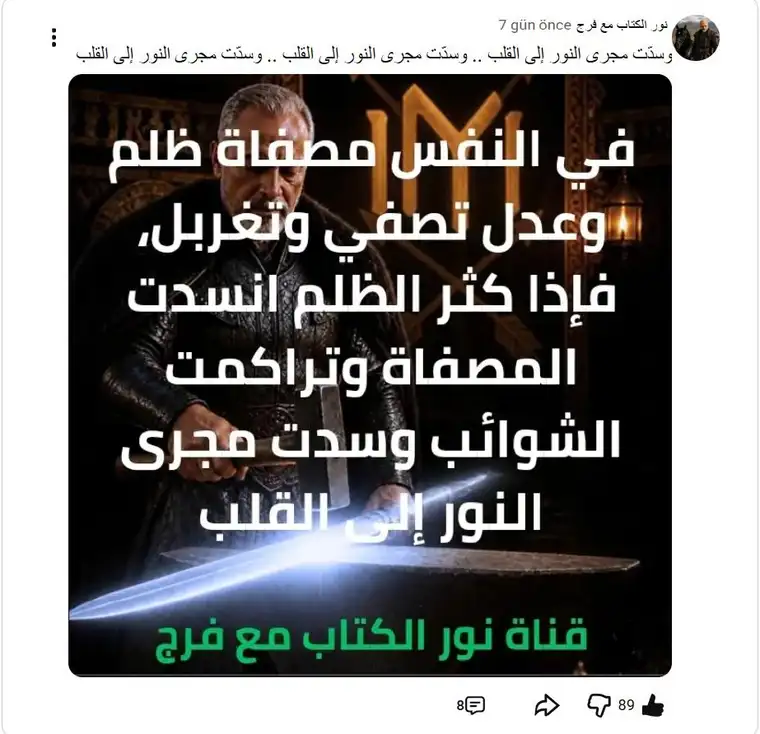 نور الكتاب مع فرج 7 gün önce
وسدّت مجرى النور إلى القلب .. وسدّت مجرى النور إلى القلب .. وسدّت مجرى النور إلى القلب
في النفس مصفاة ظلم
وعدل تصفي وتغربل،
فإذا كثر الظلم انسدت
المصفاة وتراكمت
الشوائب وسدت مجرى
النور إلى القلب
قناة نور الكتاب مع فرج
89 8